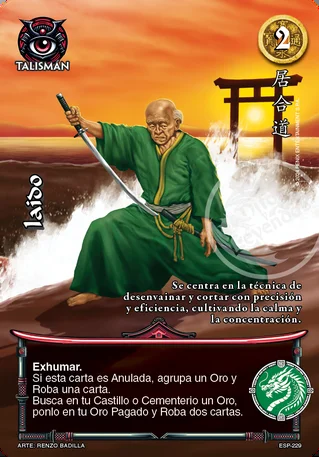 TALISMAN
2
居合道
Iaido
Se centra en la técnica de
desenvainar y cortar con precisión
y eficiencia, cultivando la calma y
la concentración.
Exhumar.
Si esta carta es Anulada, agrupa un Oro y
Roba una carta.
Busca en tu Castillo o Cementerio un Oro,
ponlo en tu Oro Pagado y Roba dos cartas.
ARTE: RENZO BADILLA
ESP-229